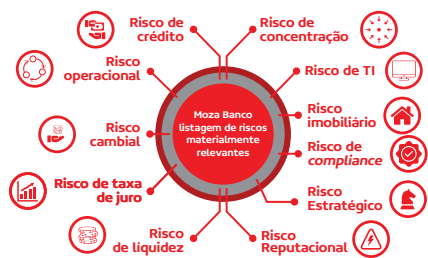 Risco de
crédito
Risco de
concentração
Risco
operacional
Risco de TI
Moza Banco
listagem de riscos
materialmente
relevantes
Risco
imobiliário
Risco
cambial
Risco de
compliance
Risco de taxa
de juro
Risco
Estratégico
Risco
de líquidez
Risco
Reputacional